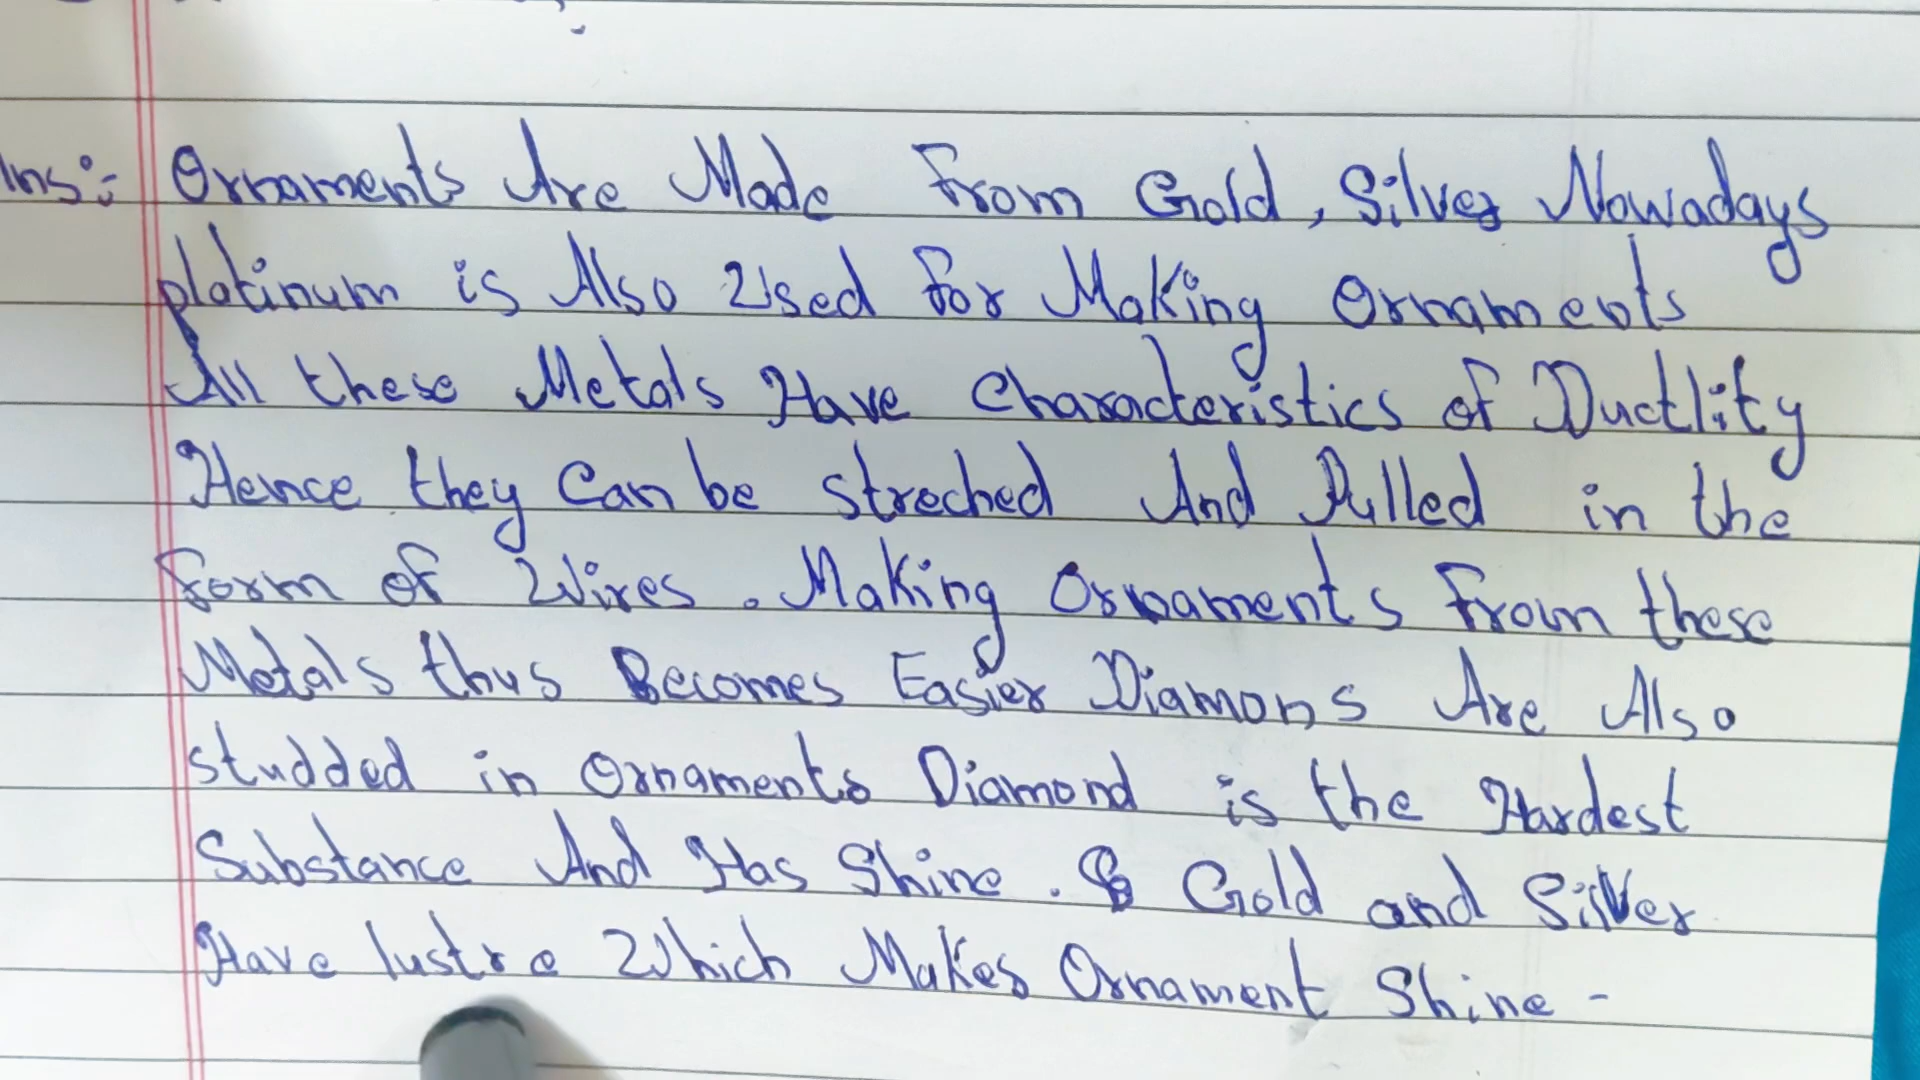 Ans:- Ornaments Are Made From Gold, Silver Nowadays
platinum is Also Used for Making Ornaments
All these Metals Have Characteristics of Ductlity
Hence they Can be streched And Pulled in the
form of Wires. Making Ornaments from these
Metals thus Becomes Easier Diamons Are Also
studded in Ornaments Diamond is the Hardest
Substance And Has Shine. Gold and Silver
Have lustre Which Makes Ornament Shine -